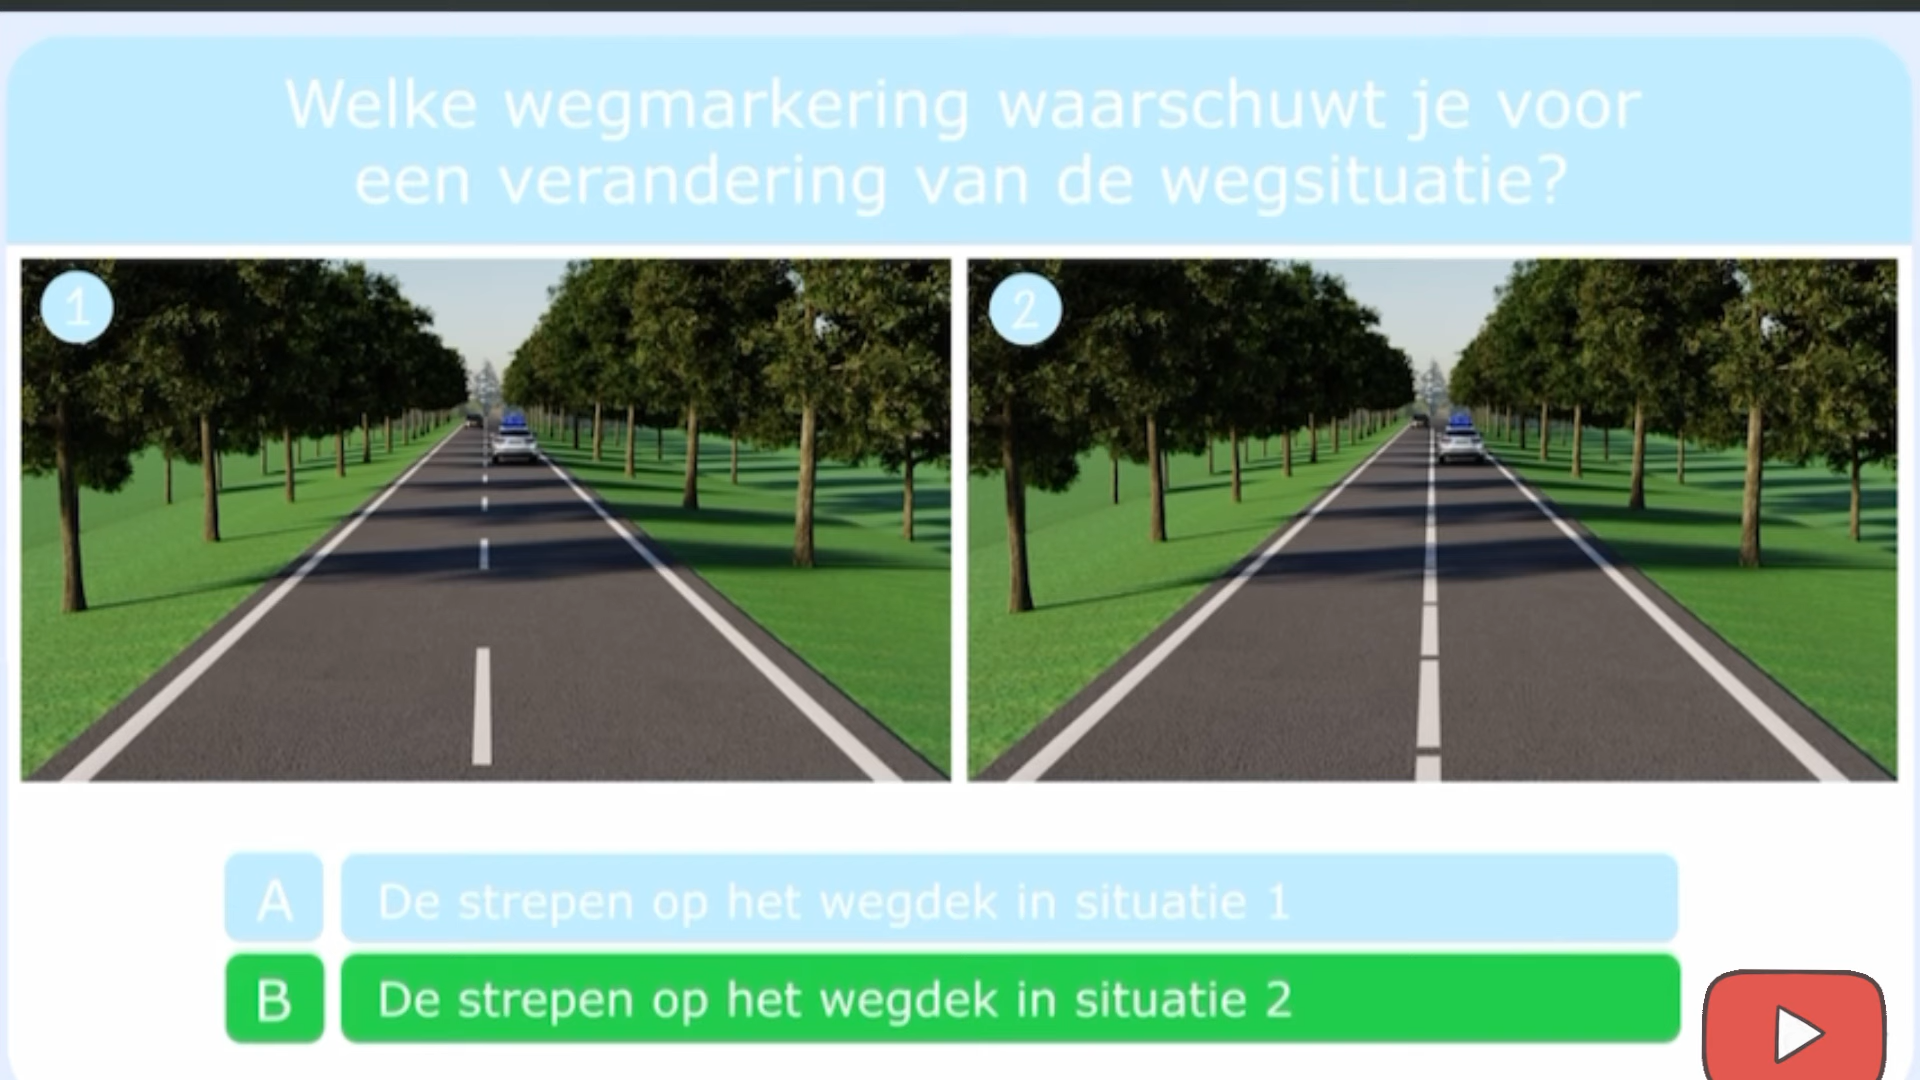 Welke wegmarkering waarschuwt je voor
een verandering van de wegsituatie?
1
2
A De strepen op het wegdek in situatie 1
B De strepen op het wegdek in situatie 2